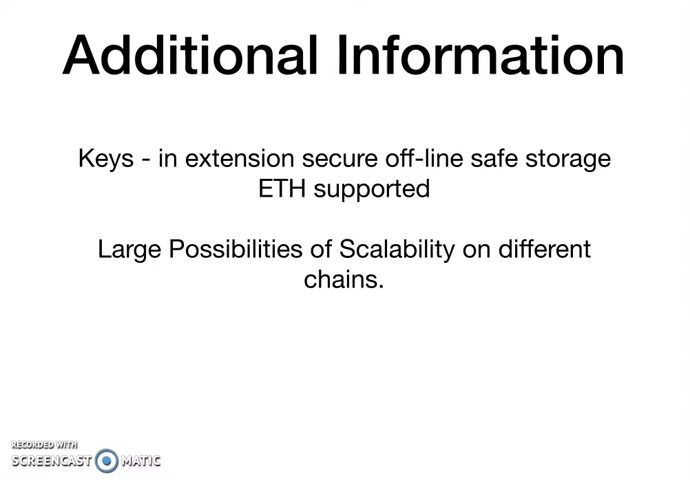 Additional Information
Keys - in extension secure off-line safe storage
ETH supported
Large Possibilities of Scalability on different
chains.
RECORDED WITH
SCREENCAST MATIC